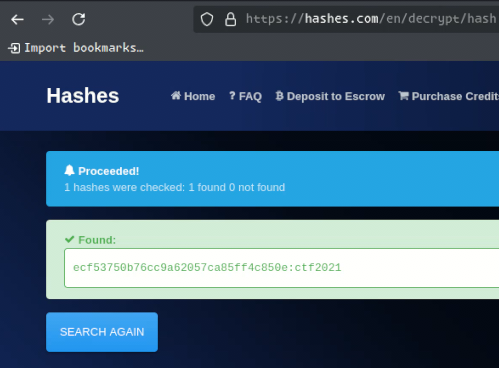 https://hashes.com/en/decrypt/hash
Import bookmarks…
Hashes
Home ? FAQ Deposit to Escrow Purchase Credits
Proceeded!
1 hashes were checked: 1 found 0 not found
Found:
ecf53750b76cc9a62057ca85ff4c850e:ctf2021
SEARCH AGAIN